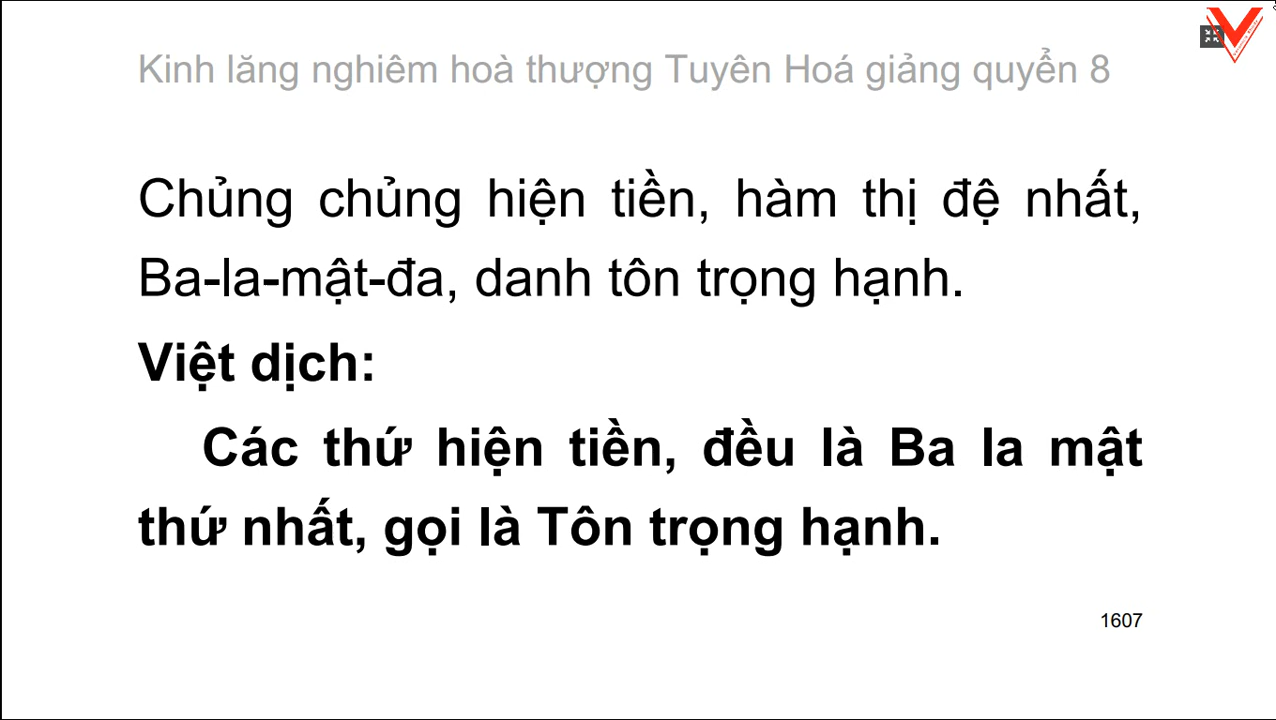 Kinh lăng nghiêm hoà thượng Tuyên Hoá giảng quyển 8
Chủng chủng hiện tiền, hàm thị đệ nhất,
Ba-la-mật-đa, danh tôn trọng hạnh.
Việt dịch:
Các thứ hiện tiền, đều là Ba la mật
thứ nhất, gọi là Tôn trọng hạnh.
1607